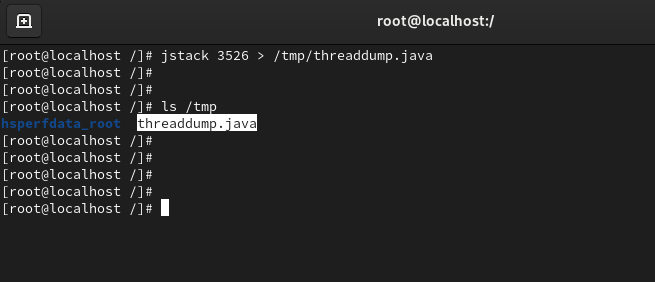 root@localhost:/
[root@localhost /]# jstack 3526 > /tmp/threaddump.java
[root@localhost /]#
[root@localhost /]#
[root@localhost /]# ls /tmp
hsperfdata_root  threaddump.java
[root@localhost /]#
[root@localhost /]#
[root@localhost /]#
[root@localhost /]#
[root@localhost /]#